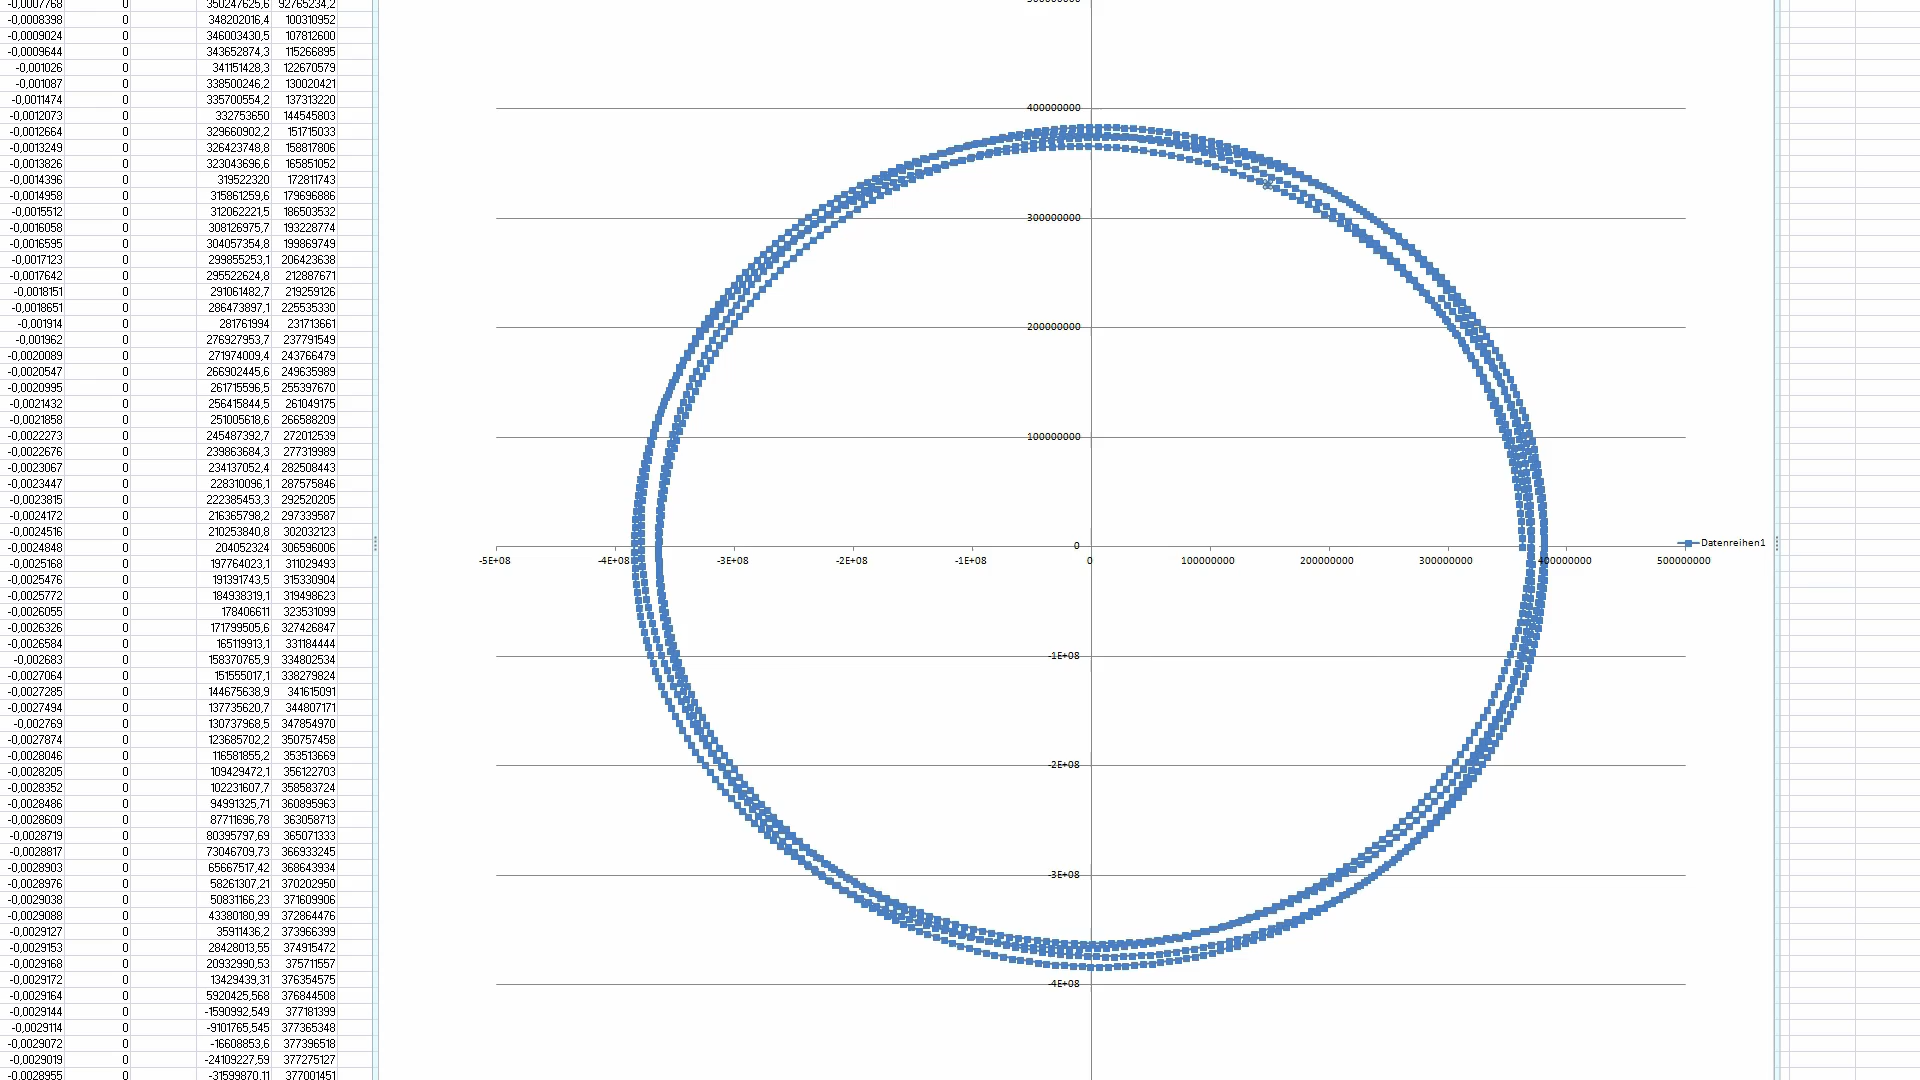 -0,0007768 0 350247625,6 92765234,2
-0,0008398 0 348202016,4 100310952
-0,0009024 0 346003430,5 107812600
-0,0009644 0 343652874,3 115266895
-0,001026 0 341151428,3 122670579
-0,001087 0 338500246,2 130020421
-0,0011474 0 335700554,2 137313220
-0,0012073 0 332753650 144545803
-0,0012664 0 329660902,2 151715033
-0,0013249 0 326423748,8 158817806
-0,0013826 0 323043696,6 165851052
-0,0014396 0 319522320 172811743
-0,0014958 0 315861259,6 179696886
-0,0015512 0 312062221,5 186503532
-0,0016058 0 308126975,7 193228774
-0,0016595 0 304057354,8 199869749
-0,0017123 0 299855253,1 206423638
-0,0017642 0 295522624,8 212887671
-0,0018151 0 291061482,7 219259126
-0,0018651 0 286473897,1 225535330
-0,001914 0 281761994 231713661
-0,001962 0 276927953,7 237791549
-0,0020089 0 271974009,4 243766479
-0,0020547 0 266902445,6 249635989
-0,0020995 0 261715596,5 255397670
-0,0021432 0 256415844,5 261049175
-0,0021858 0 251005618,6 266588209
-0,0022273 0 245487392,7 272012539
-0,0022676 0 239863684,3 277319989
-0,0023067 0 234137052,4 282508443
-0,0023447 0 228310096,1 287575846
-0,0023815 0 222385453,3 292520205
-0,0024172 0 216365798,2 297339587
-0,0024516 0 210253840,8 302032123
-0,0024848 0 204052324 306596006
-0,0025168 0 197764023,1 311029493
-0,0025476 0 191391743,5 315330904
-0,0025772 0 184938319,1 319498623
-0,0026055 0 178406611 323531099
-0,0026326 0 171799505,6 327426847
-0,0026584 0 165119913,1 331184444
-0,002683 0 158370765,9 334802534
-0,0027064 0 151555017,1 338279824
-0,0027285 0 144675638,9 341615091
-0,0027494 0 137735620,7 344807171
-0,002769 0 130737968,5 347854970
-0,0027874 0 123685702,2 350757458
-0,0028046 0 116581855,2 353513669
-0,0028205 0 109429472,1 356122703
-0,0028352 0 102231607,7 358583724
-0,0028486 0 94991325,71 360895963
-0,0028609 0 87711696,78 363058713
-0,0028719 0 80395797,69 365071333
-0,0028817 0 73046709,73 366933245
-0,0028903 0 65667517,42 368643934
-0,0028976 0 58261307,21 370202950
-0,0029038 0 50831166,23 371609906
-0,0029088 0 43380180,99 372864476
-0,0029127 0 35911436,2 373966399
-0,0029153 0 28428013,55 374915472
-0,0029168 0 20932990,53 375711557
-0,0029172 0 13429439,31 376354575
-0,0029164 0 5920425,568 376844508
-0,0029144 0 -1590992,549 377181399
-0,0029114 0 -9101765,545 377365348
-0,0029072 0 -16608853,6 377396518
-0,0029019 0 -24109227,59 377275127
-0,0028955 0 -31599870,11 377001451
500000000
400000000
300000000
200000000
100000000
0
-1E+08
-2E+08
-3E+08
-4E+08
-5E+08 -4E+08 -3E+08 -2E+08 -1E+08 0 100000000 200000000 300000000 400000000 500000000
Datenreihen1